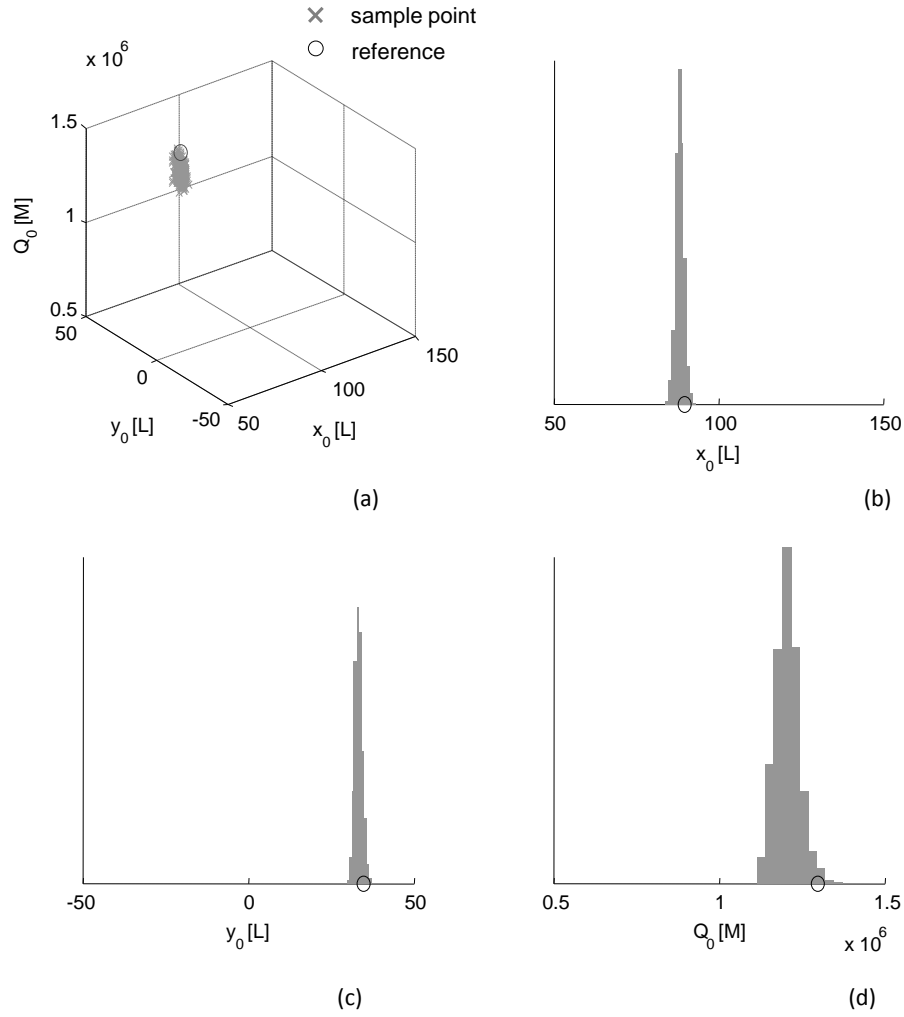 sample point
reference
x 10^6
1.5
1
0.5
Q_0 [M]
50
0
-50
y_0 [L]
50
100
150
x_0 [L]
(a)
50
100
150
x_0 [L]
(b)
-50
0
50
y_0 [L]
(c)
0.5
1
1.5
Q_0 [M]
x 10^6
(d)